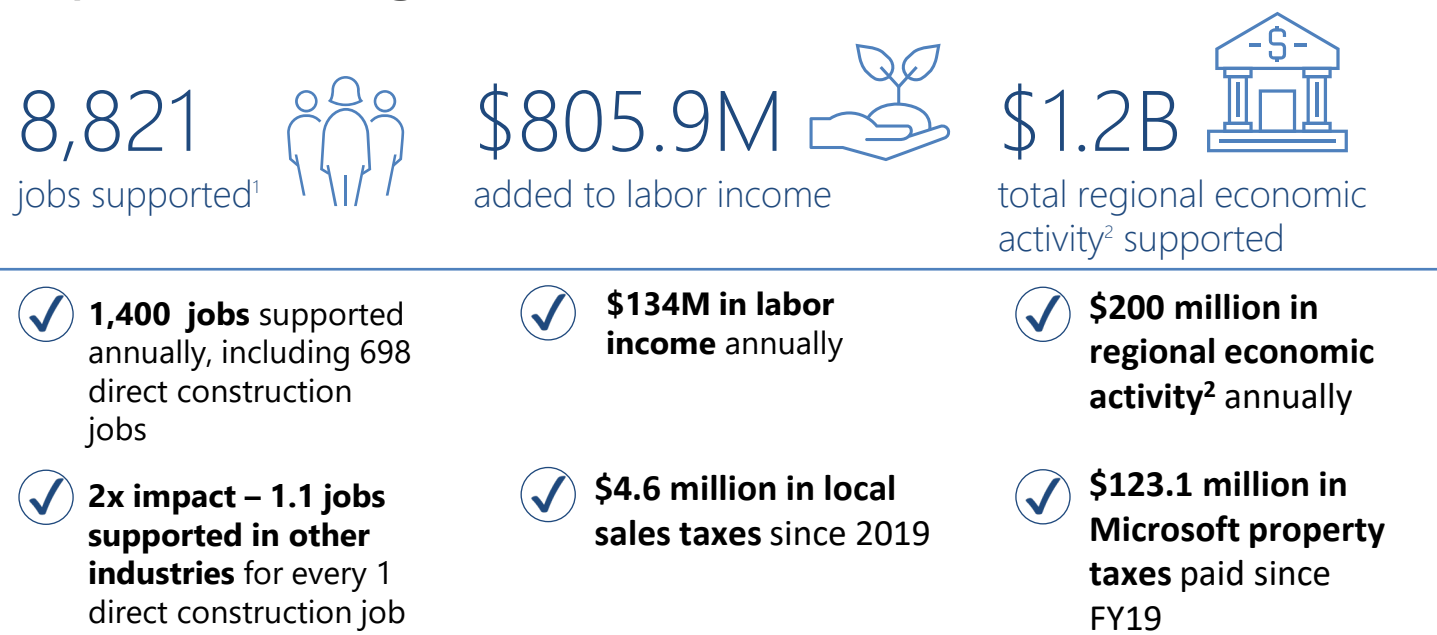 8,821
jobs supported¹
$805.9M
added to labor income
$1.2B
total regional economic
activity² supported
1,400 jobs supported
annually, including 698
direct construction
jobs
$134M in labor
income annually
$200 million in
regional economic
activity² annually
2x impact – 1.1 jobs
supported in other
industries for every 1
direct construction job
$4.6 million in local
sales taxes since 2019
$123.1 million in
Microsoft property
taxes paid since
FY19